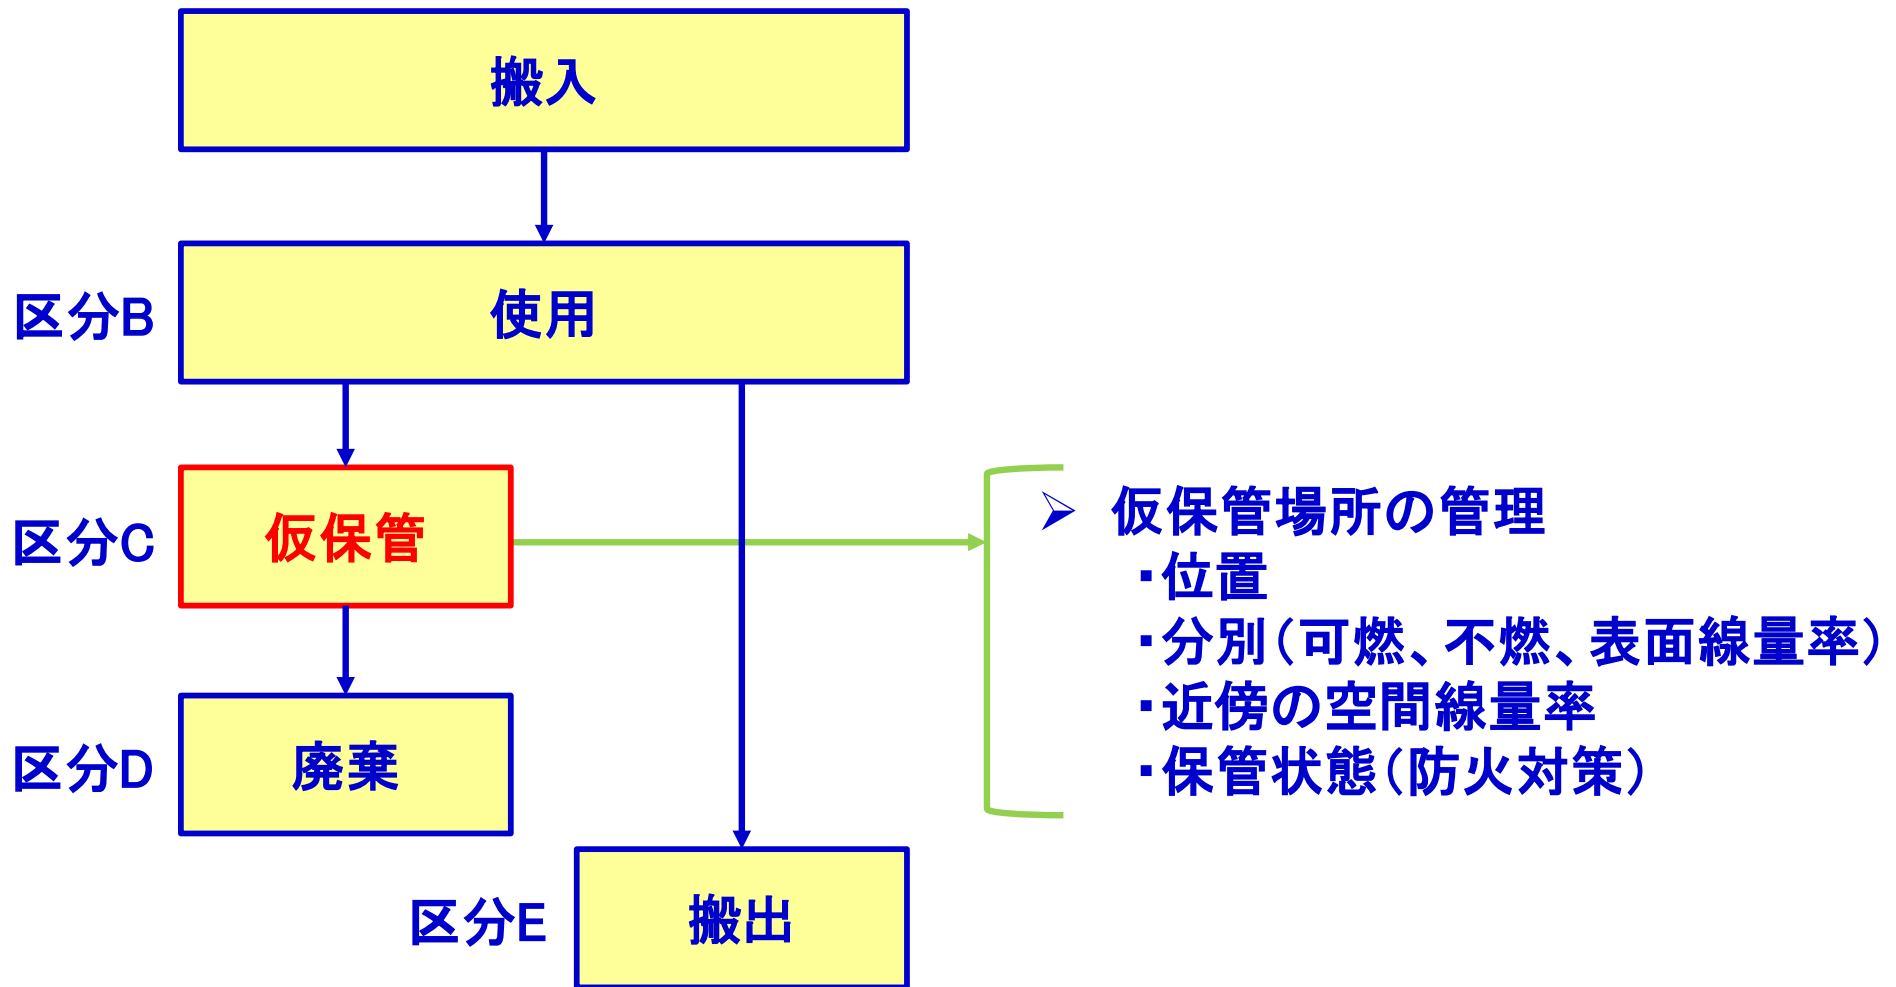 搬入
区分B
使用
区分C
仮保管
➢ 仮保管場所の管理
・位置
・分別(可燃、不燃、表面線量率)
・近傍の空間線量率
・保管状態(防火対策)
区分D
廃棄
区分E
搬出